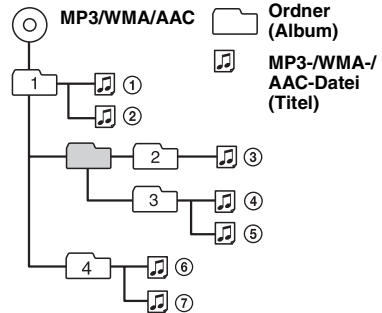 MP3/WMA/AAC
Ordner
(Album)
MP3-/WMA-/
AAC-Datei
(Titel)
1
①
②
2
③
3
④
⑤
4
⑥
⑦